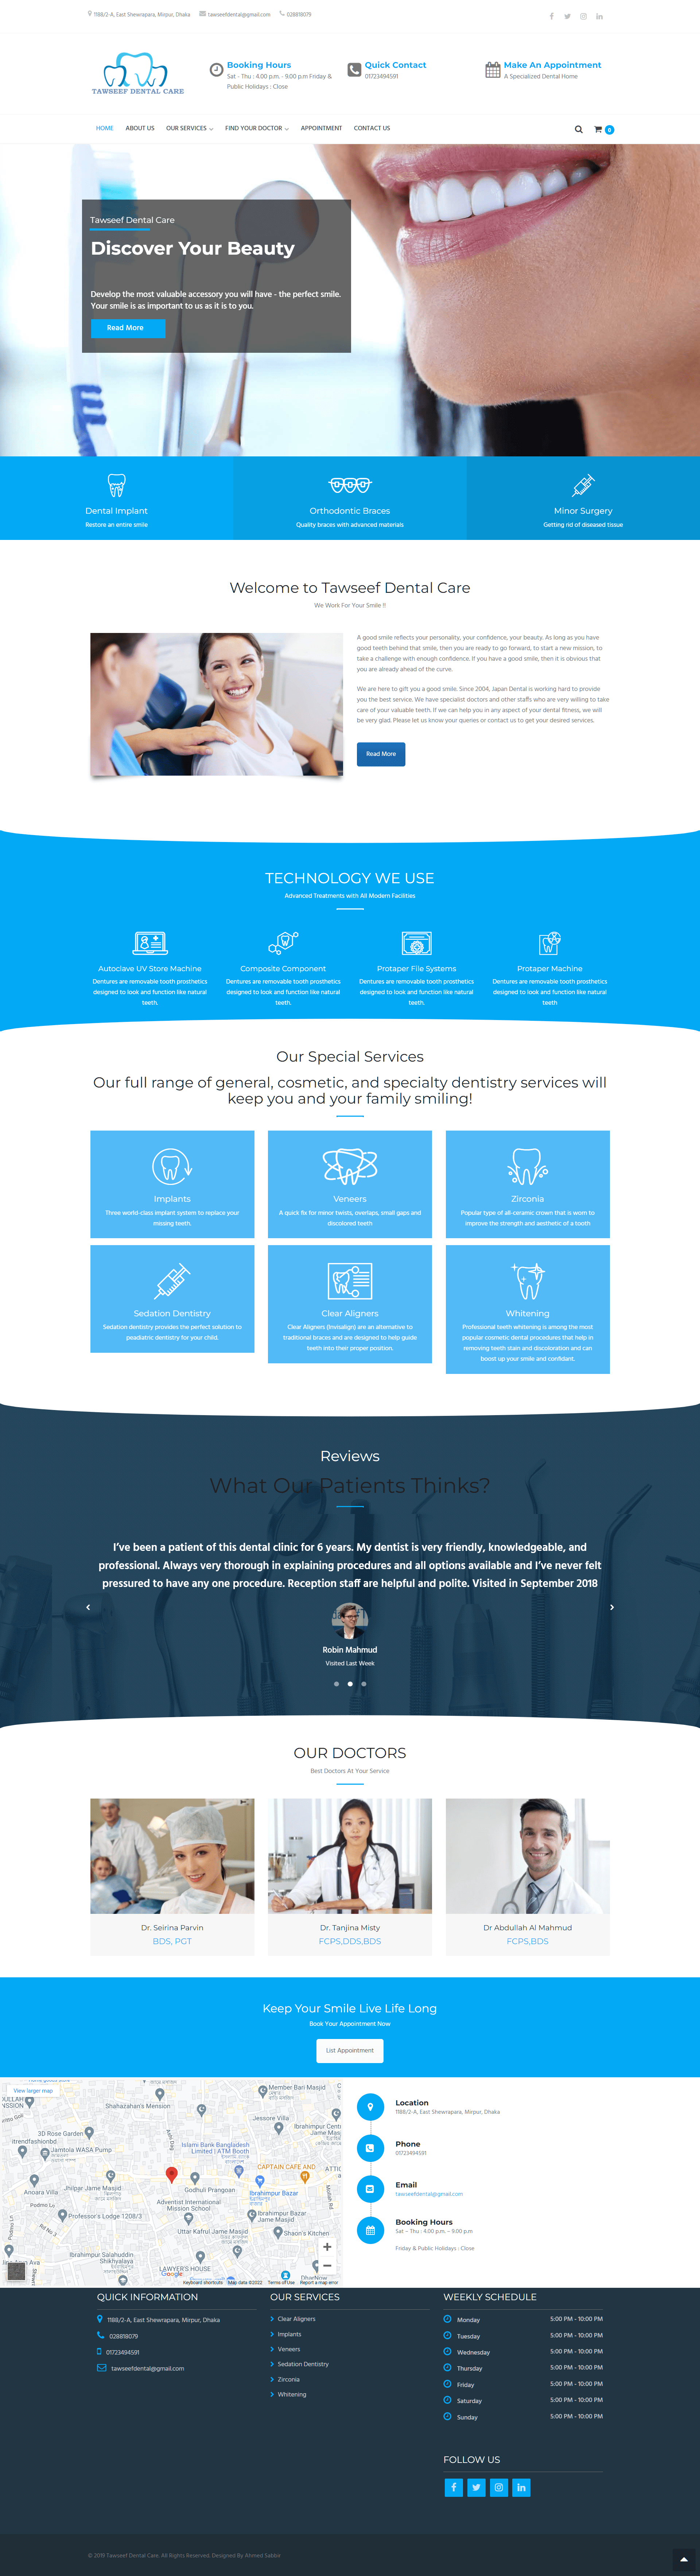 1188/2-A, East Shewrapara, Mirpur, Dhaka tawseefdental@gmail.com 028818079
TAWSEEF DENTAL CARE
Booking Hours
Sat - Thu : 4.00 p.m. - 9.00 p.m Friday &
Public Holidays : Close
Quick Contact
01723494591
Make An Appointment
A Specialized Dental Home
HOME ABOUT US OUR SERVICES FIND YOUR DOCTOR APPOINTMENT CONTACT US
0
Tawseef Dental Care
Discover Your Beauty
Develop the most valuable accessory you will have - the perfect smile.
Your smile is as important to us as it is to you.
Read More
Dental Implant
Restore an entire smile
Orthodontic Braces
Quality braces with advanced materials
Minor Surgery
Getting rid of diseased tissue
Welcome to Tawseef Dental Care
We Work For Your Smile !!
A good smile reflects your personality, your confidence, your beauty. As long as you have
good teeth behind that smile, then you are ready to go forward, to start a new mission, to
take a challenge with enough confidence. If you have a good smile, then it is obvious that
you are already ahead of the curve.
We are here to gift you a good smile. Since 2004, Japan Dental is working hard to provide
you the best service. We have specialist doctors and other staffs who are very willing to take
care of your valuable teeth. If we can help you in any aspect of your dental fitness, we will
be very glad. Please let us know your queries or contact us to get your desired services.
Read More
TECHNOLOGY WE USE
Advanced Treatments with All Modern Facilities
Autoclave UV Store Machine
Dentures are removable tooth prosthetics
designed to look and function like natural
teeth.
Composite Component
Dentures are removable tooth prosthetics
designed to look and function like natural
teeth.
Protaper File Systems
Dentures are removable tooth prosthetics
designed to look and function like natural
teeth.
Protaper Machine
Dentures are removable tooth prosthetics
designed to look and function like natural
teeth
Our Special Services
Our full range of general, cosmetic, and specialty dentistry services will
keep you and your family smiling!
Implants
Three world-class implant system to replace your
missing teeth.
Veneers
A quick fix for minor twists, overlaps, small gaps and
discolored teeth
Zirconia
Popular type of all-ceramic crown that is worn to
improve the strength and aesthetic of a tooth
Sedation Dentistry
Sedation dentistry provides the perfect solution to
peadiatric dentistry for your child.
Clear Aligners
Clear Aligners (Invisalign) are an alternative to
traditional braces and are designed to help guide
teeth into their proper position.
Whitening
Professional teeth whitening is among the most
popular cosmetic dental procedures that help in
removing teeth stain and discoloration and can
boost up your smile and confidant.
Reviews
What Our Patients Thinks?
I've been a patient of this dental clinic for 6 years. My dentist is very friendly, knowledgeable, and
professional. Always very thorough in explaining procedures and all options available and I've never felt
pressured to have any one procedure. Reception staff are helpful and polite. Visited in September 2018
Robin Mahmud
Visited Last Week
OUR DOCTORS
Best Doctors At Your Service
Dr. Seirina Parvin
BDS, PGT
Dr. Tanjina Misty
FCPS,DDS,BDS
Dr Abdullah Al Mahmud
FCPS,BDS
Keep Your Smile Live Life Long
Book Your Appointment Now
List Appointment
View larger map
Shahazahan's Mension
Member Bari Masjid
Jessore Villa
3D Rose Garden
Jamtola WASA Pump
Islami Bank Bangladesh
Limited | ATM Booth
CAPTAIN CAFE AND
Anoara Villa
Jhilpar Jame Masjid
Godhuli Prangoan
Ibrahimpur Bazar
Adventist International
Mission School
Professor's Lodge 1208/3
Ibrahimpur Bazar
Jame Masjid
Uttar Kafrul Jame Masjid
Shaon's Kitchen
Ibrahimpur Salahuddin
Shikhyalaya
LAWYER'S HOUSE
Google
Keyboard shortcuts Map data ©2022 Terms of Use Report a map error
Location
1188/2-A, East Shewrapara, Mirpur, Dhaka
Phone
01723494591
Email
tawseefdental@gmail.com
Booking Hours
Sat – Thu : 4.00 p.m. – 9.00 p.m
Friday & Public Holidays : Close
QUICK INFORMATION
1188/2-A, East Shewrapara, Mirpur, Dhaka
028818079
01723494591
tawseefdental@gmail.com
OUR SERVICES
Clear Aligners
Implants
Veneers
Sedation Dentistry
Zirconia
Whitening
WEEKLY SCHEDULE
Monday 5:00 PM - 10:00 PM
Tuesday 5:00 PM - 10:00 PM
Wednesday 5:00 PM - 10:00 PM
Thursday 5:00 PM - 10:00 PM
Friday 5:00 PM - 10:00 PM
Saturday 5:00 PM - 10:00 PM
Sunday 5:00 PM - 10:00 PM
FOLLOW US
© 2019 Tawseef Dental Care. All Rights Reserved. Designed By Ahmed Sabbir